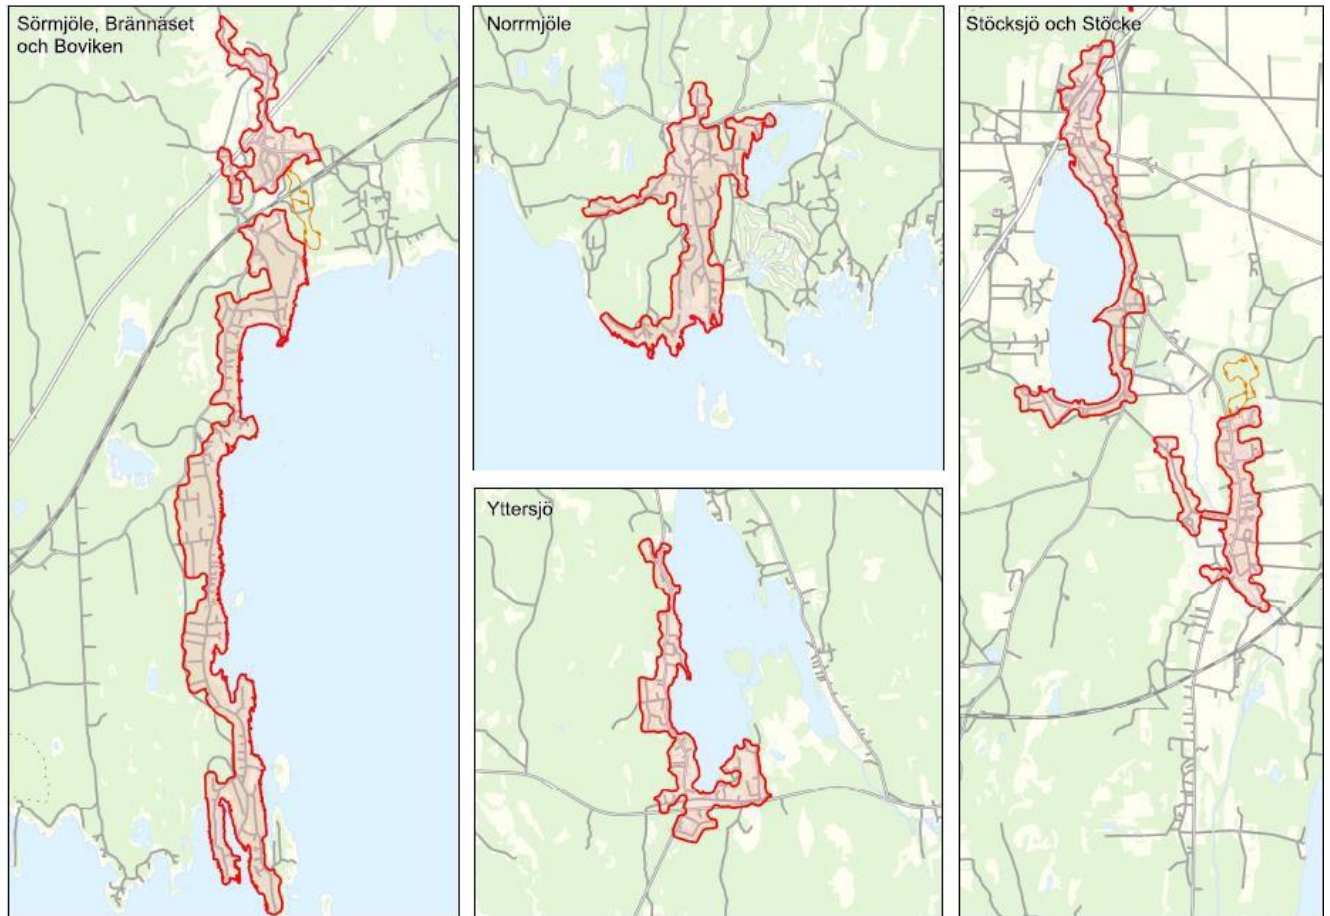 Sörmjöle, Brännäset
och Boviken
Norrmjöle
Stöcksjö och Stöcke
Yttersjö